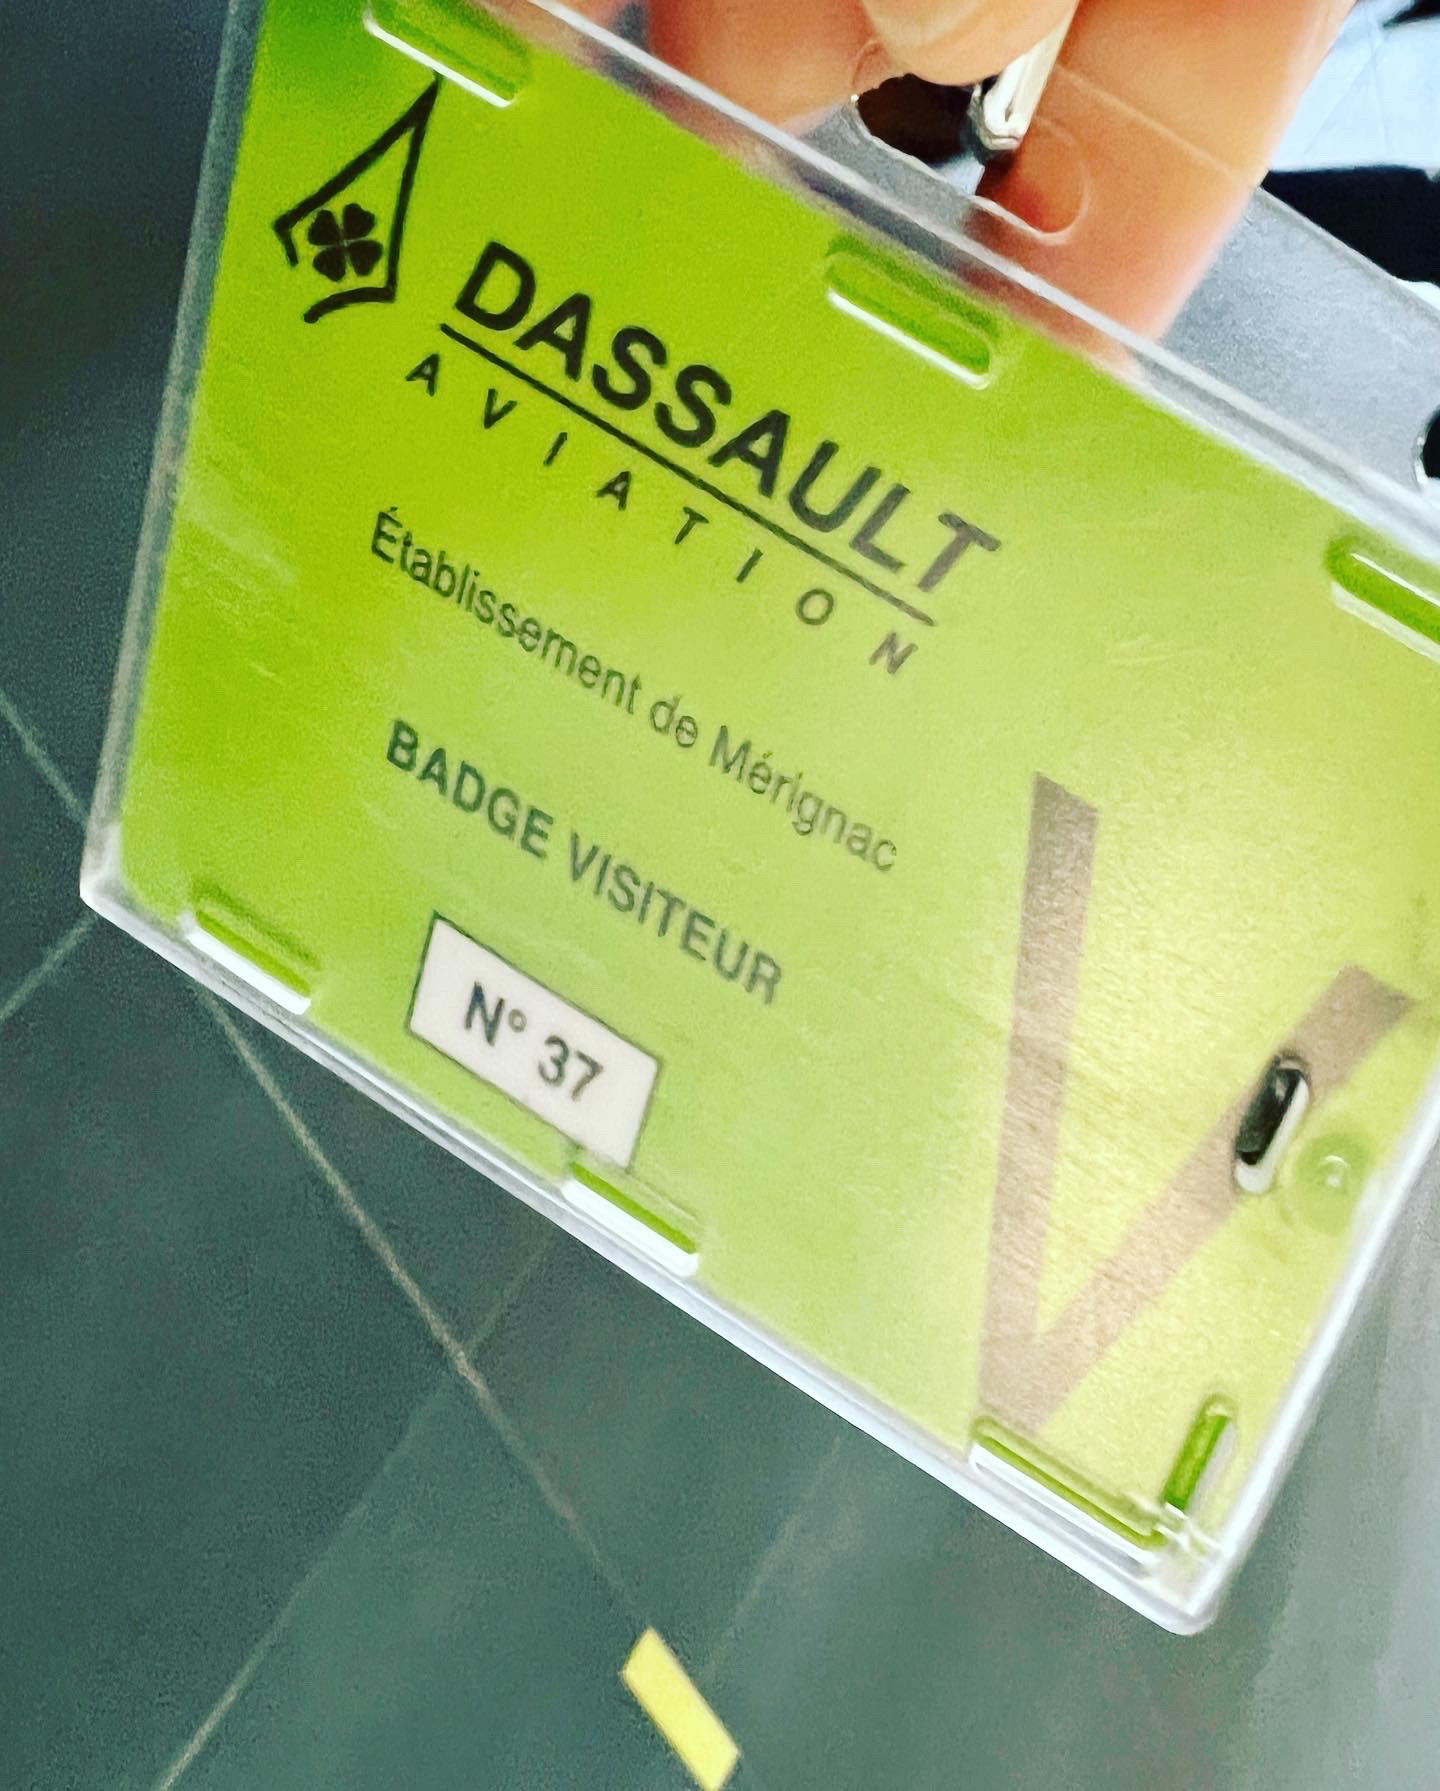 DASSAULT
AVIATION
Établissement de Mérignac
BADGE VISITEUR
N° 37
V